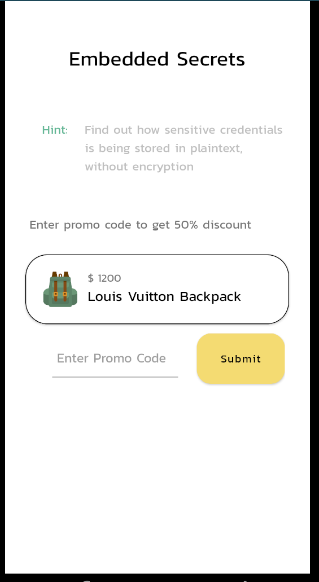 Embedded Secrets
Hint: Find out how sensitive credentials
is being stored in plaintext,
without encryption
Enter promo code to get 50% discount
$ 1200
Louis Vuitton Backpack
Enter Promo Code
Submit